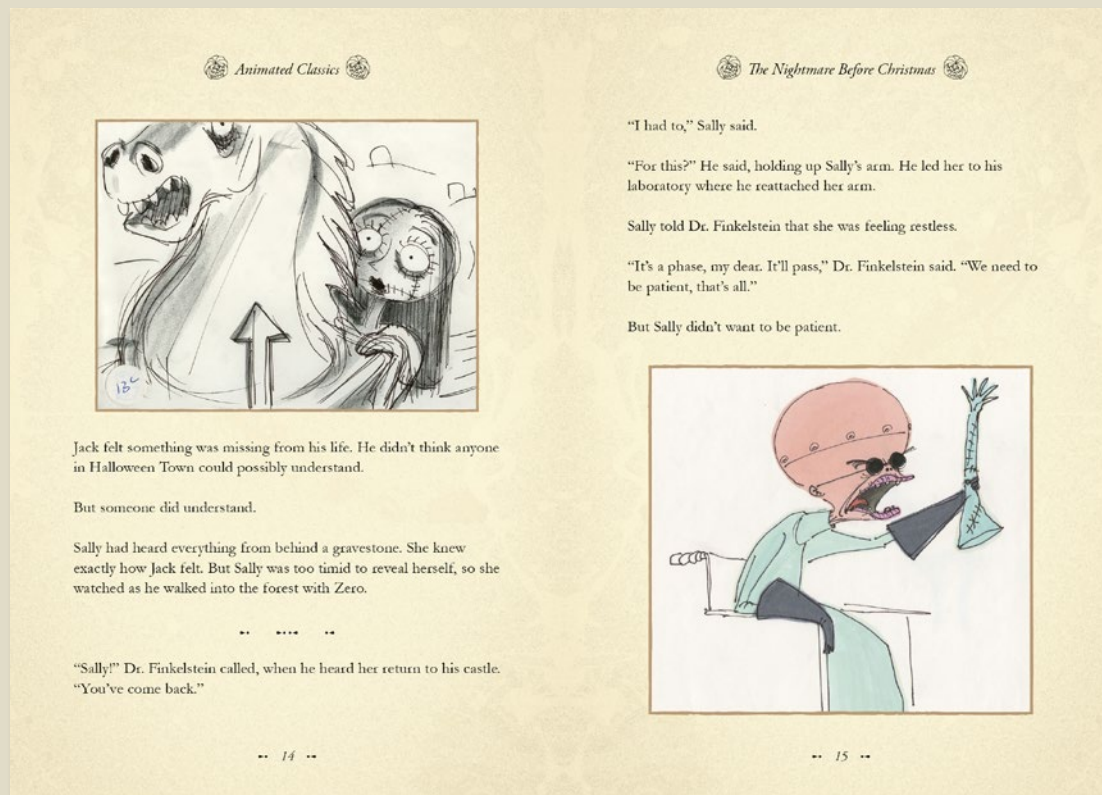 Animated Classics
Jack felt something was missing from his life. He didn’t think anyone
in Halloween Town could possibly understand.
But someone did understand.
Sally had heard everything from behind a gravestone. She knew
exactly how Jack felt. But Sally was too timid to reveal herself, so she
watched as he walked into the forest with Zero.
“Sally!” Dr. Finkelstein called, when he heard her return to his castle.
“You’ve come back.”
14
The Nightmare Before Christmas
“I had to,” Sally said.
“For this?” He said, holding up Sally’s arm. He led her to his
laboratory where he reattached her arm.
Sally told Dr. Finkelstein that she was feeling restless.
“It’s a phase, my dear. It’ll pass,” Dr. Finkelstein said. “We need to
be patient, that’s all.”
But Sally didn’t want to be patient.
15